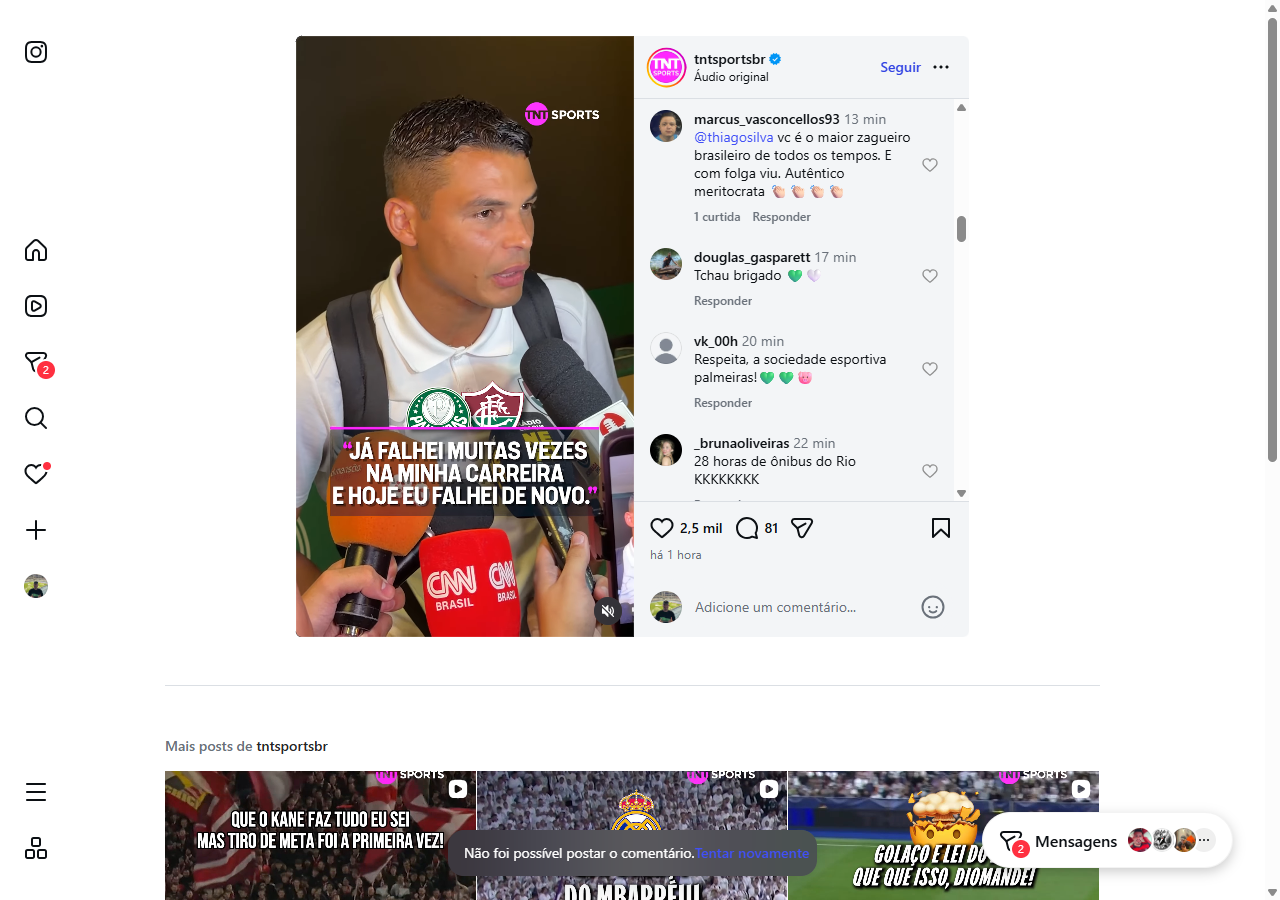 TNT SPORTS
"JÁ FALHEI MUITAS VEZES
NA MINHA CARREIRA
E HOJE EU FALHEI DE NOVO."
CNN
BRASIL
CNN
BRASIL
TNT
SPORTS
tntsportsbr
Áudio original
Seguir
marcus_vasconcellos93 13 min
@thiagosilva vc é o maior zagueiro
brasileiro de todos os tempos. E
com folga viu. Autêntico
meritocrata 👏🏻👏🏻👏🏻👏🏻
1 curtida Responder
douglas_gasparett 17 min
Tchau brigado 💚🤍
Responder
vk_00h 20 min
Respeita, a sociedade esportiva
palmeiras!💚💚🐷
Responder
_brunaoliveiras 22 min
28 horas de ônibus do Rio
KKKKKKKK
2,5 mil 81
há 1 hora
Adicione um comentário...
2
Mais posts de tntsportsbr
TNT SPORTS
QUE O KANE FAZ TUDO EU SEI
MAS TIRO DE META FOI A PRIMEIRA VEZ!
TNT SPORTS
DO MBAPPÉ!!!
TNT SPORTS
GOLAÇO E LEI DO
QUE QUE ISSO, DIOMANDE!
Não foi possível postar o comentário. Tentar novamente
2
Mensagens